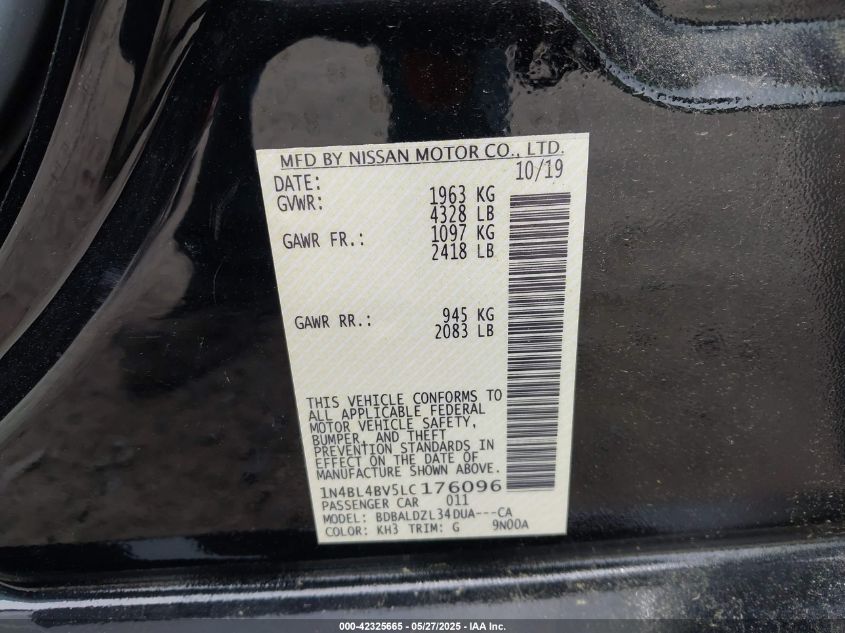 MFD BY NISSAN MOTOR CO., LTD.
DATE: 10/19
GVWR: 1963 KG
4328 LB
GAWR FR.: 1097 KG
2418 LB
GAWR RR.: 945 KG
2083 LB
THIS VEHICLE CONFORMS TO
ALL APPLICABLE FEDERAL
MOTOR VEHICLE SAFETY,
BUMPER, AND THEFT
PREVENTION STANDARDS IN
EFFECT ON THE DATE OF
MANUFACTURE SHOWN ABOVE.
1N4BL4BV5LC176096
PASSENGER CAR 011
MODEL: BDBALDZL34DUA---CA
COLOR: KH3 TRIM: G 9N00A
000-42325665 - 05/27/2025 - IAA Inc.